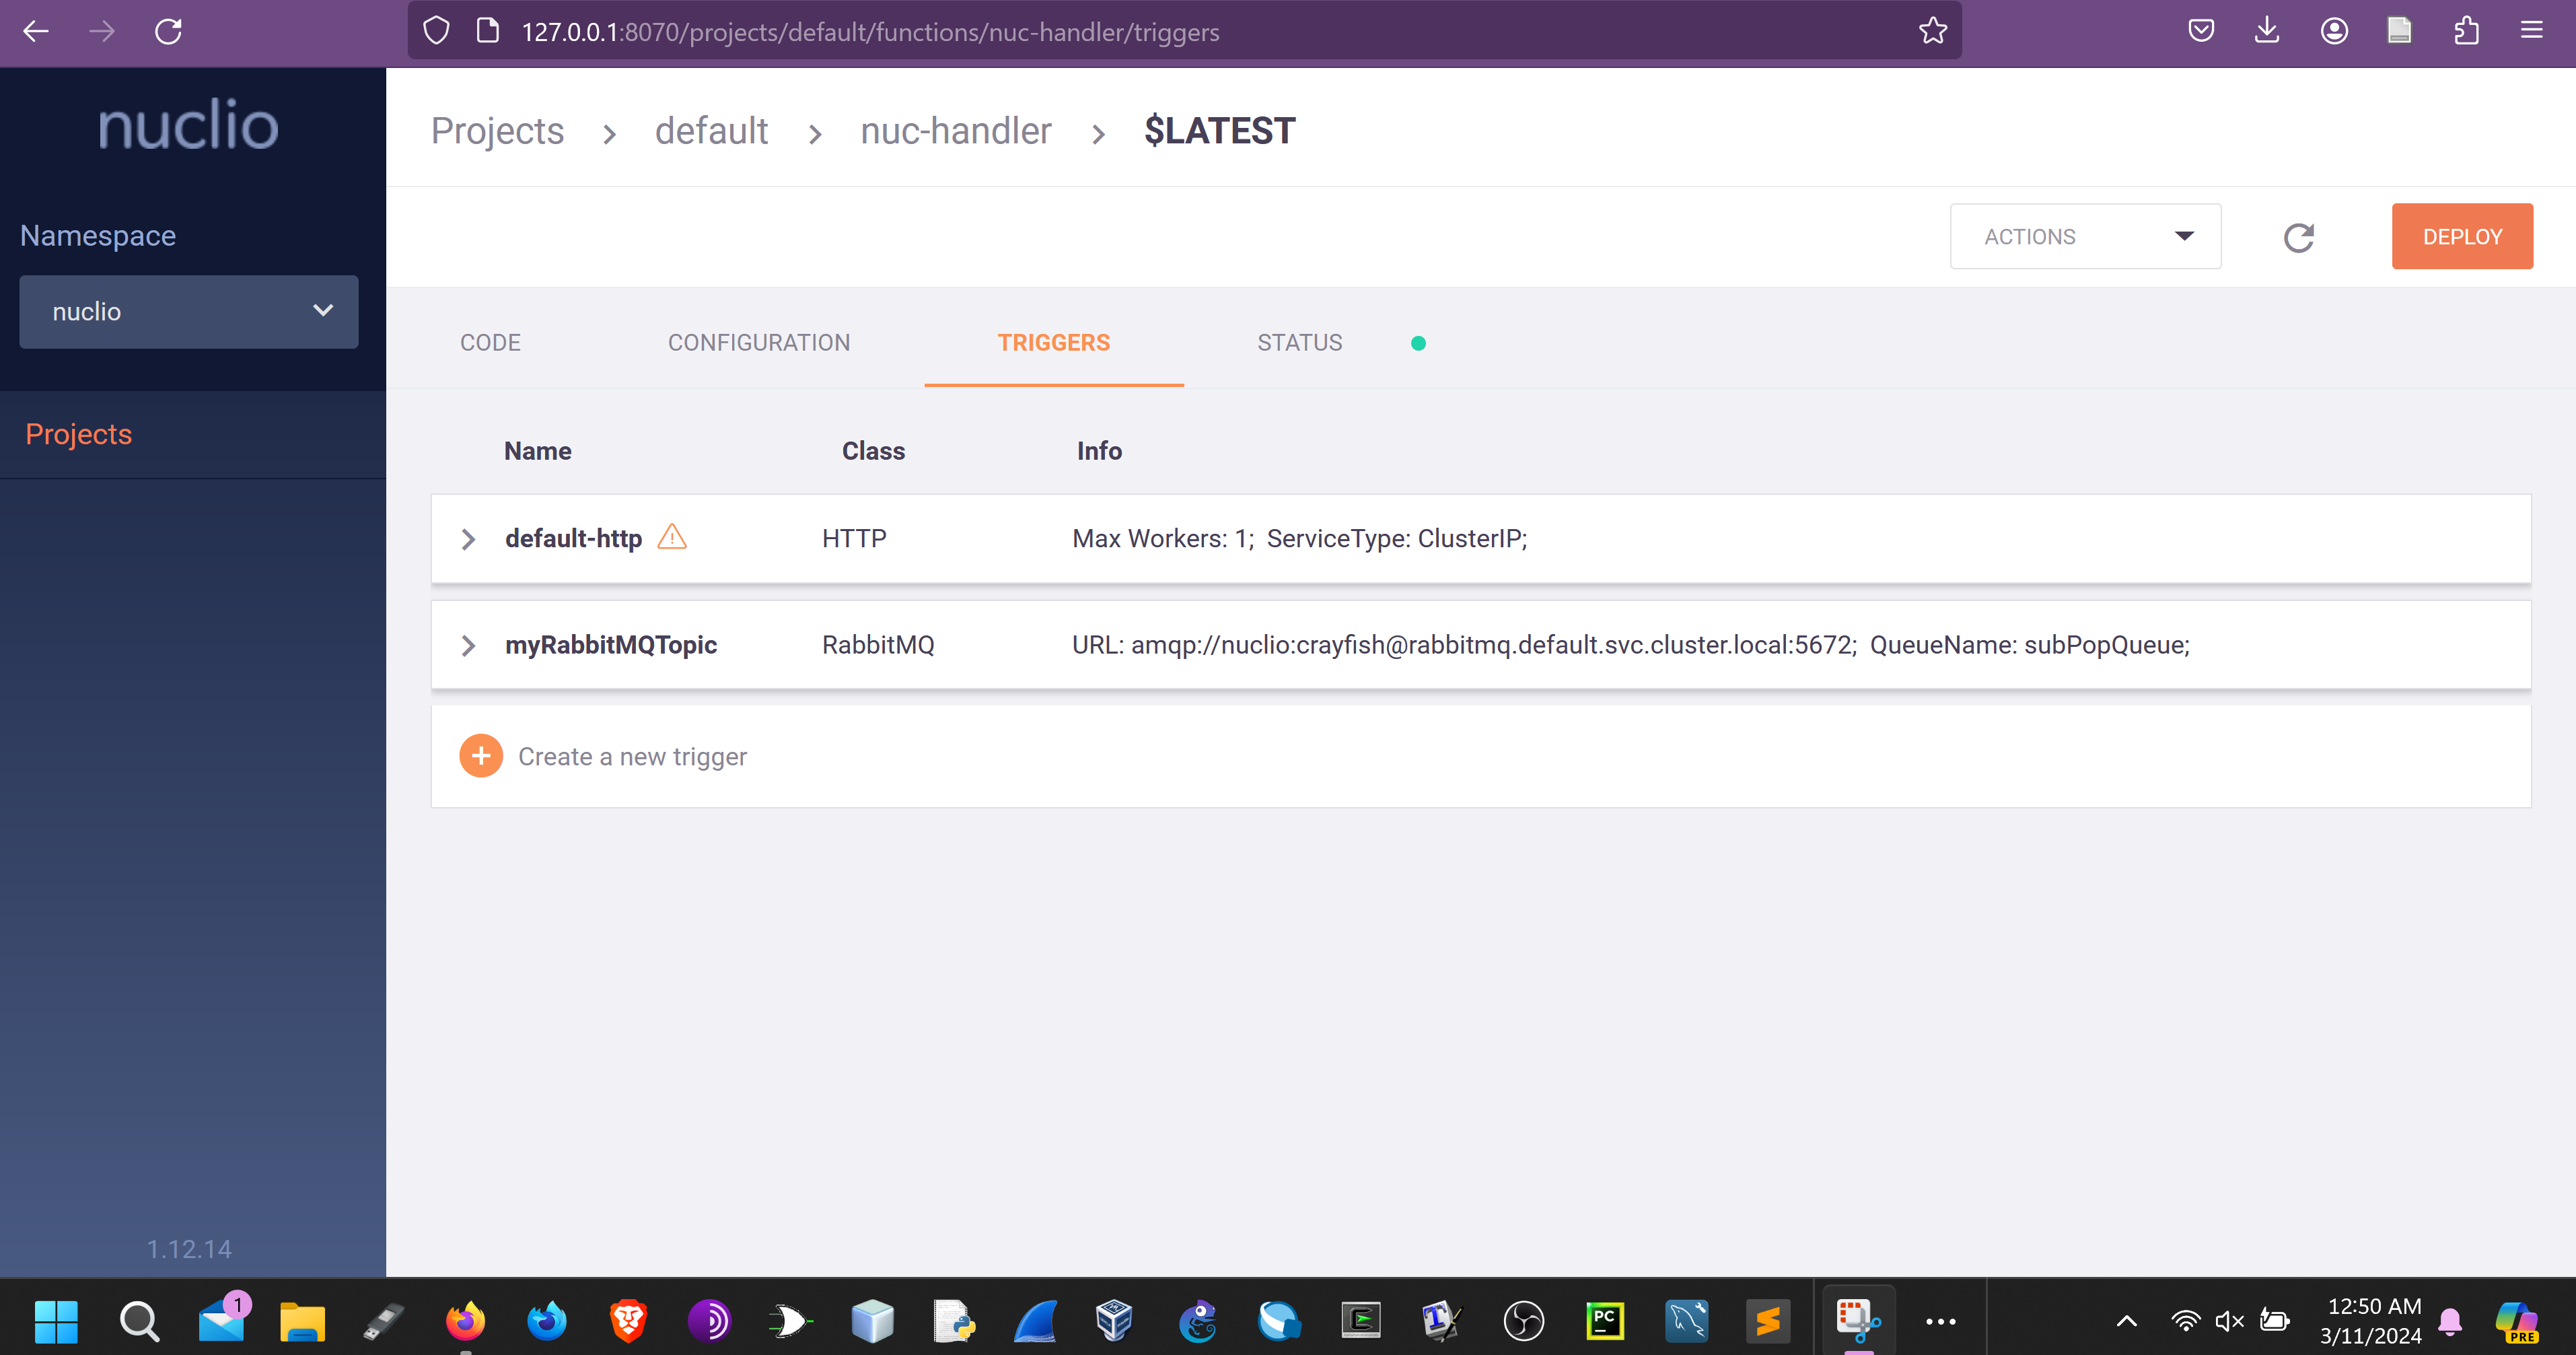 127.0.0.1:8070/projects/default/functions/nuc-handler/triggers
nuclio
Projects > default > nuc-handler > $LATEST
Namespace
nuclio
ACTIONS
DEPLOY
CODE CONFIGURATION TRIGGERS STATUS
Projects
Name Class Info
default-http HTTP Max Workers: 1; ServiceType: ClusterIP;
myRabbitMQTopic RabbitMQ URL: amqp://nuclio:crayfish@rabbitmq.default.svc.cluster.local:5672; QueueName: subPopQueue;
+ Create a new trigger
1.12.14
1
PC
12:50 AM
3/11/2024
PRE